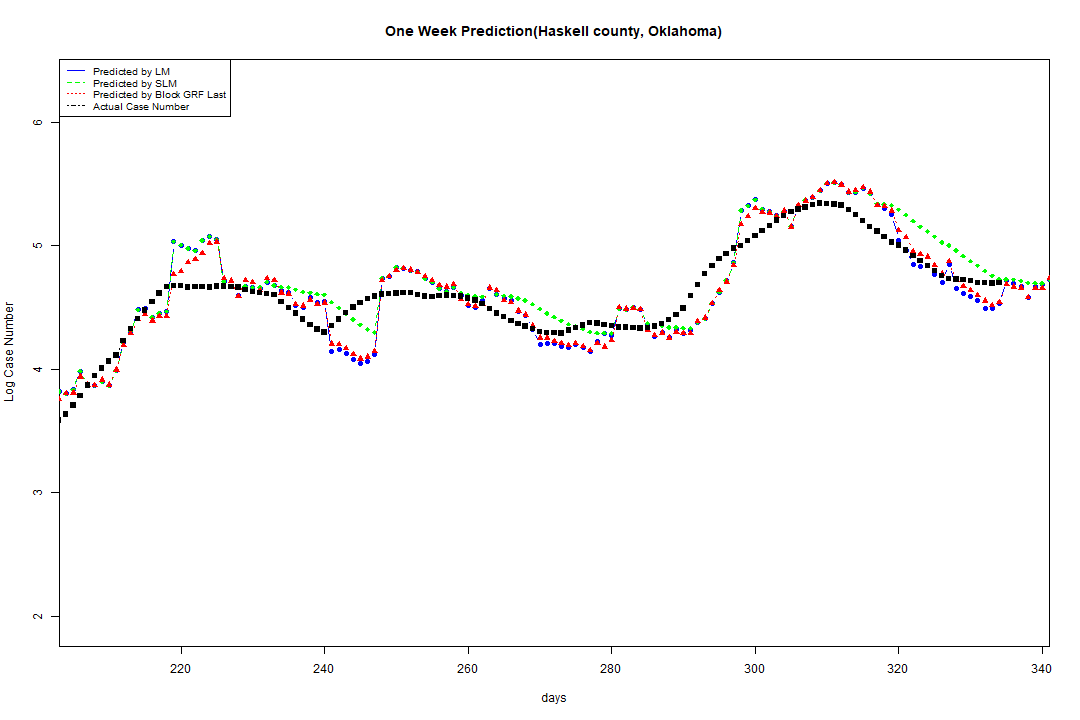 One Week Prediction(Haskell county, Oklahoma)
Predicted by LM
Predicted by SLM
Predicted by Block GRF Last
Actual Case Number
6
5
4
3
2
Log Case Number
220 240 260 280 300 320 340
days